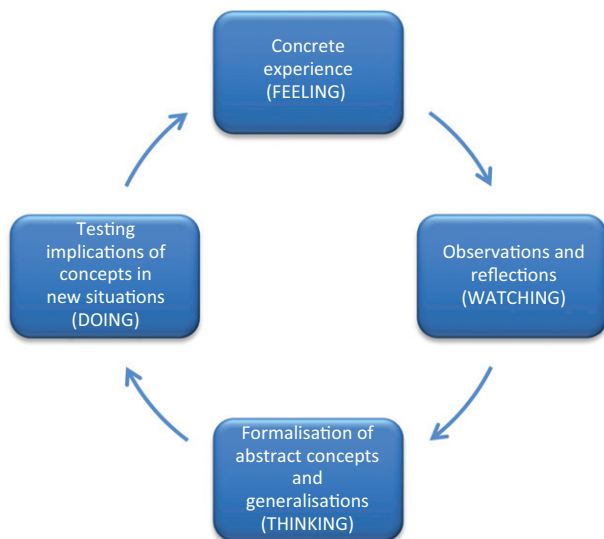 Concrete
experience
(FEELING)
Observations and
reflections
(WATCHING)
Formalisation of
abstract concepts
and
generalisations
(THINKING)
Testing
implications of
concepts in
new situations
(DOING)